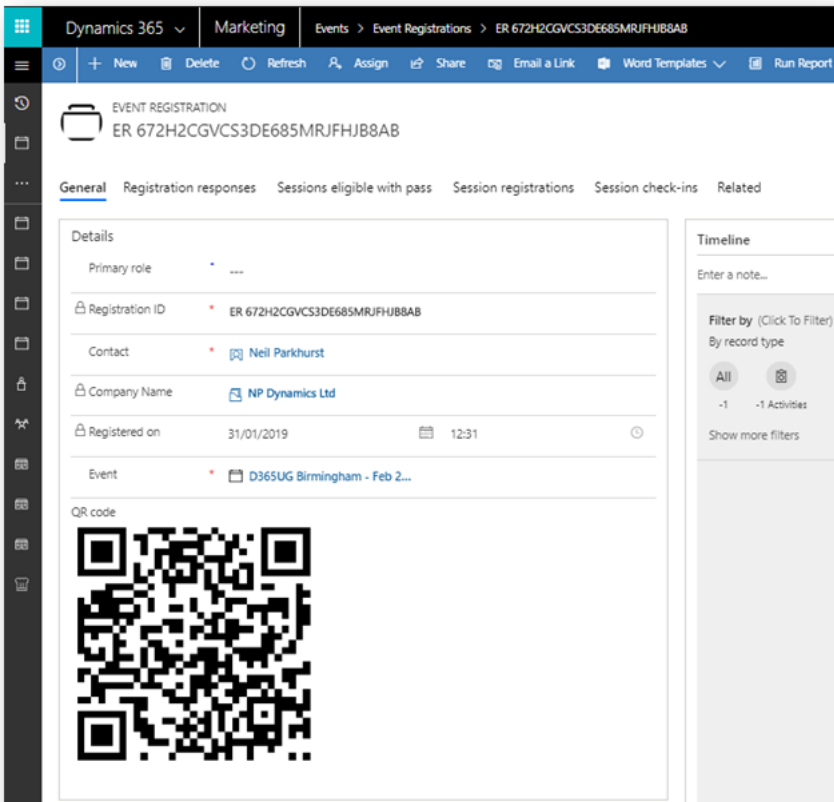 Dynamics 365 Marketing Events > Event Registrations > ER 672H2CGVCS3DE685MRJFHJB8AB
New Delete Refresh Assign Share Email a Link Word Templates Run Report
EVENT REGISTRATION
ER 672H2CGVCS3DE685MRJFHJB8AB
General Registration responses Sessions eligible with pass Session registrations Session check-ins Related
Details
Primary role * ---
Registration ID * ER 672H2CGVCS3DE685MRJFHJB8AB
Contact * Neil Parkhurst
Company Name NP Dynamics Ltd
Registered on 31/01/2019 12:31
Event * D365UG Birmingham - Feb 2...
QR code
Timeline
Enter a note...
Filter by (Click To Filter)
By record type
All
-1 -1 Activities
Show more filters